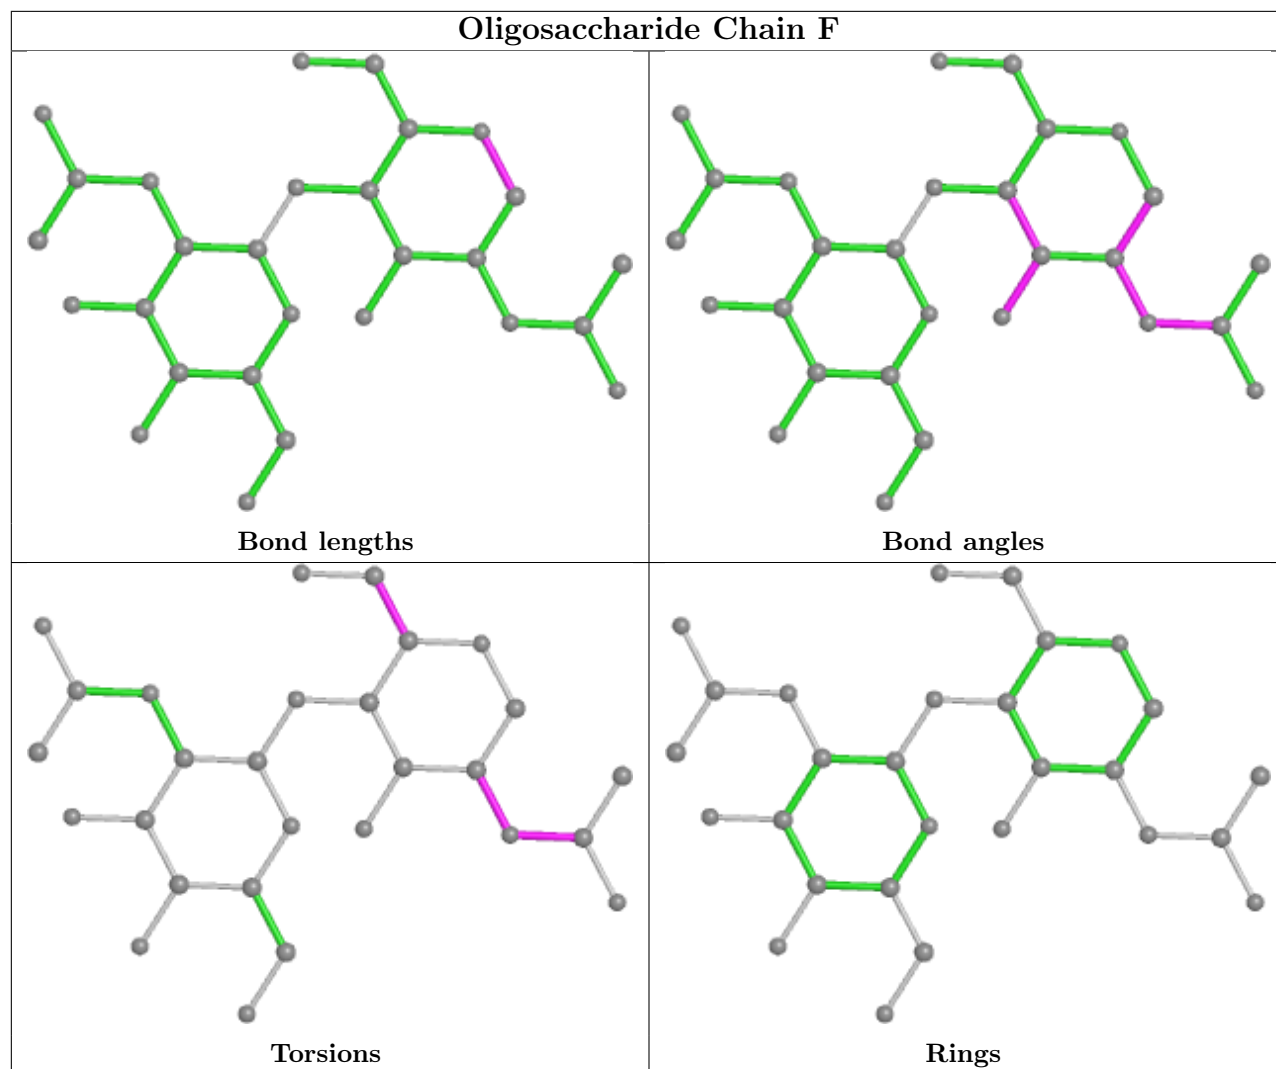 Oligosaccharide Chain F
Bond lengths
Bond angles
Torsions
Rings